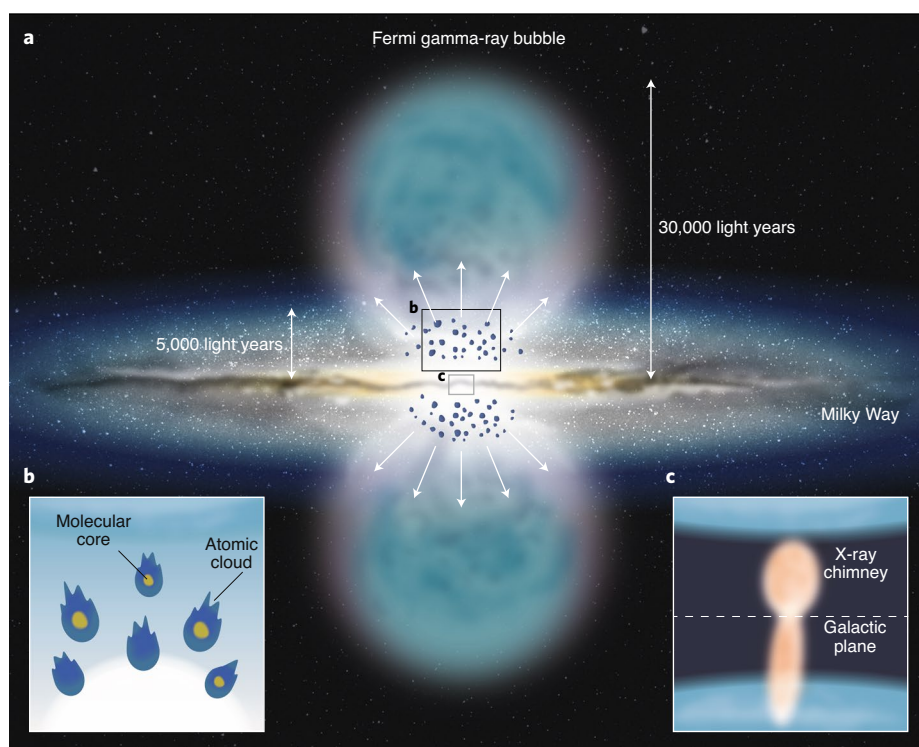 a
Fermi gamma-ray bubble
30,000 light years
b
5,000 light years
c
Milky Way
b
Molecular
core
Atomic
cloud
c
X-ray
chimney
Galactic
plane